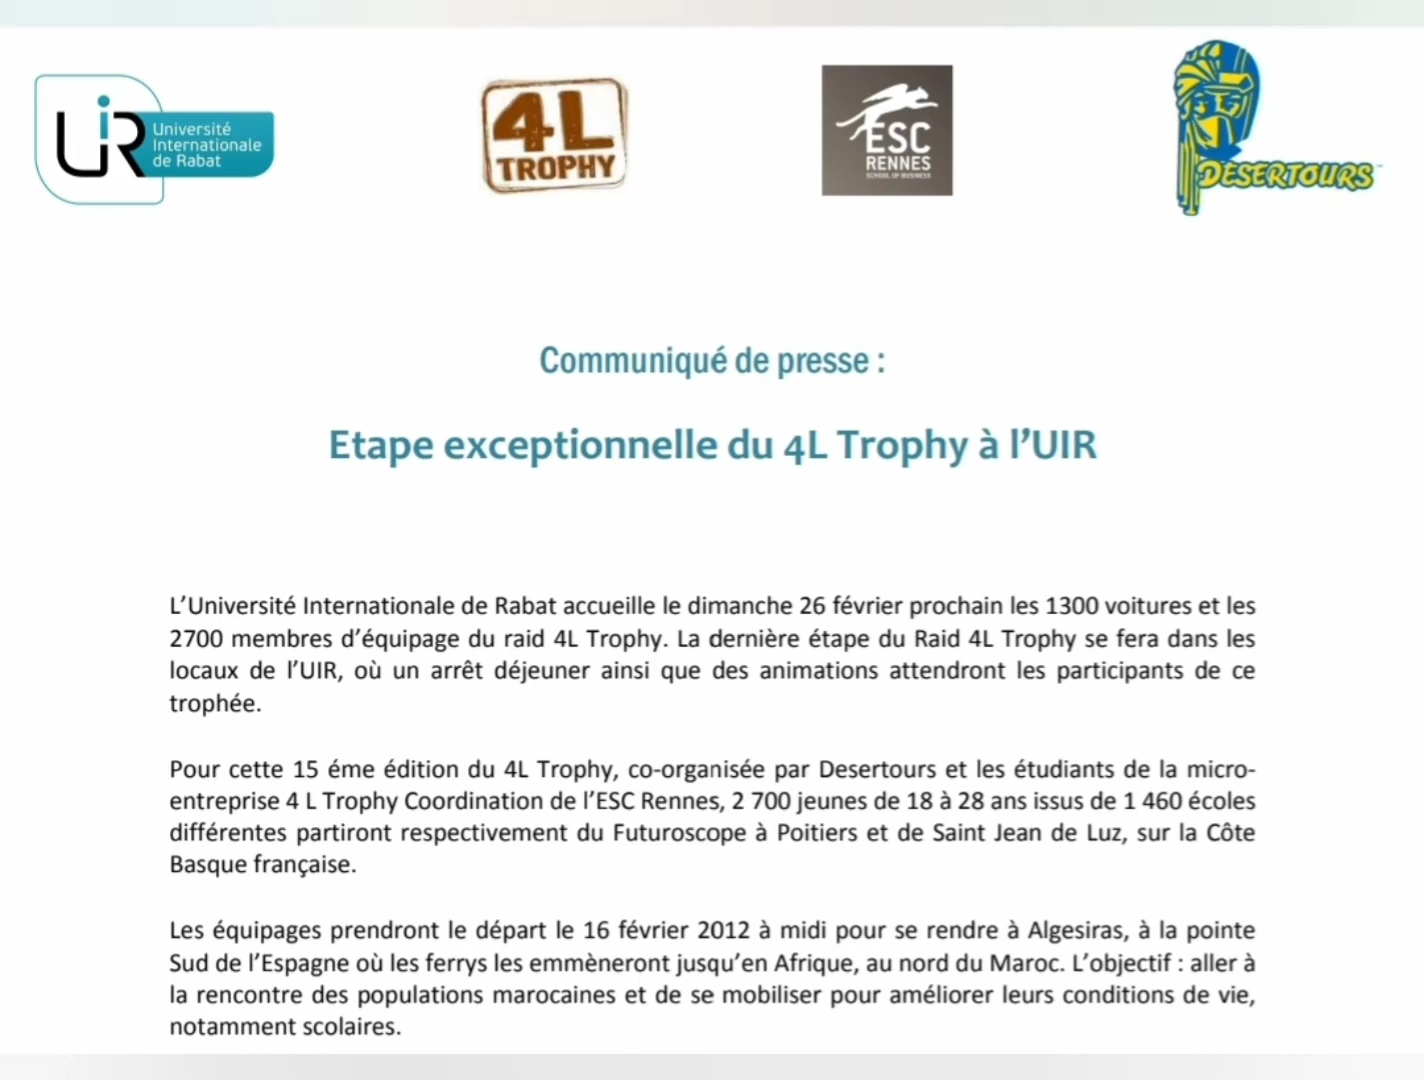 UIR Université
Internationale
de Rabat
4L
TROPHY
ESC
RENNES
SCHOOL OF BUSINESS
DESERTOURS
Communiqué de presse :
Etape exceptionnelle du 4L Trophy à l’UIR
L’Université Internationale de Rabat accueille le dimanche 26 février prochain les 1300 voitures et les
2700 membres d’équipage du raid 4L Trophy. La dernière étape du Raid 4L Trophy se fera dans les
locaux de l’UIR, où un arrêt déjeuner ainsi que des animations attendront les participants de ce
trophée.
Pour cette 15 éme édition du 4L Trophy, co-organisée par Desertours et les étudiants de la micro-
entreprise 4 L Trophy Coordination de l’ESC Rennes, 2 700 jeunes de 18 à 28 ans issus de 1 460 écoles
différentes partiront respectivement du Futuroscope à Poitiers et de Saint Jean de Luz, sur la Côte
Basque française.
Les équipages prendront le départ le 16 février 2012 à midi pour se rendre à Algesiras, à la pointe
Sud de l’Espagne où les ferrys les emmèneront jusqu’en Afrique, au nord du Maroc. L’objectif : aller à
la rencontre des populations marocaines et de se mobiliser pour améliorer leurs conditions de vie,
notamment scolaires.